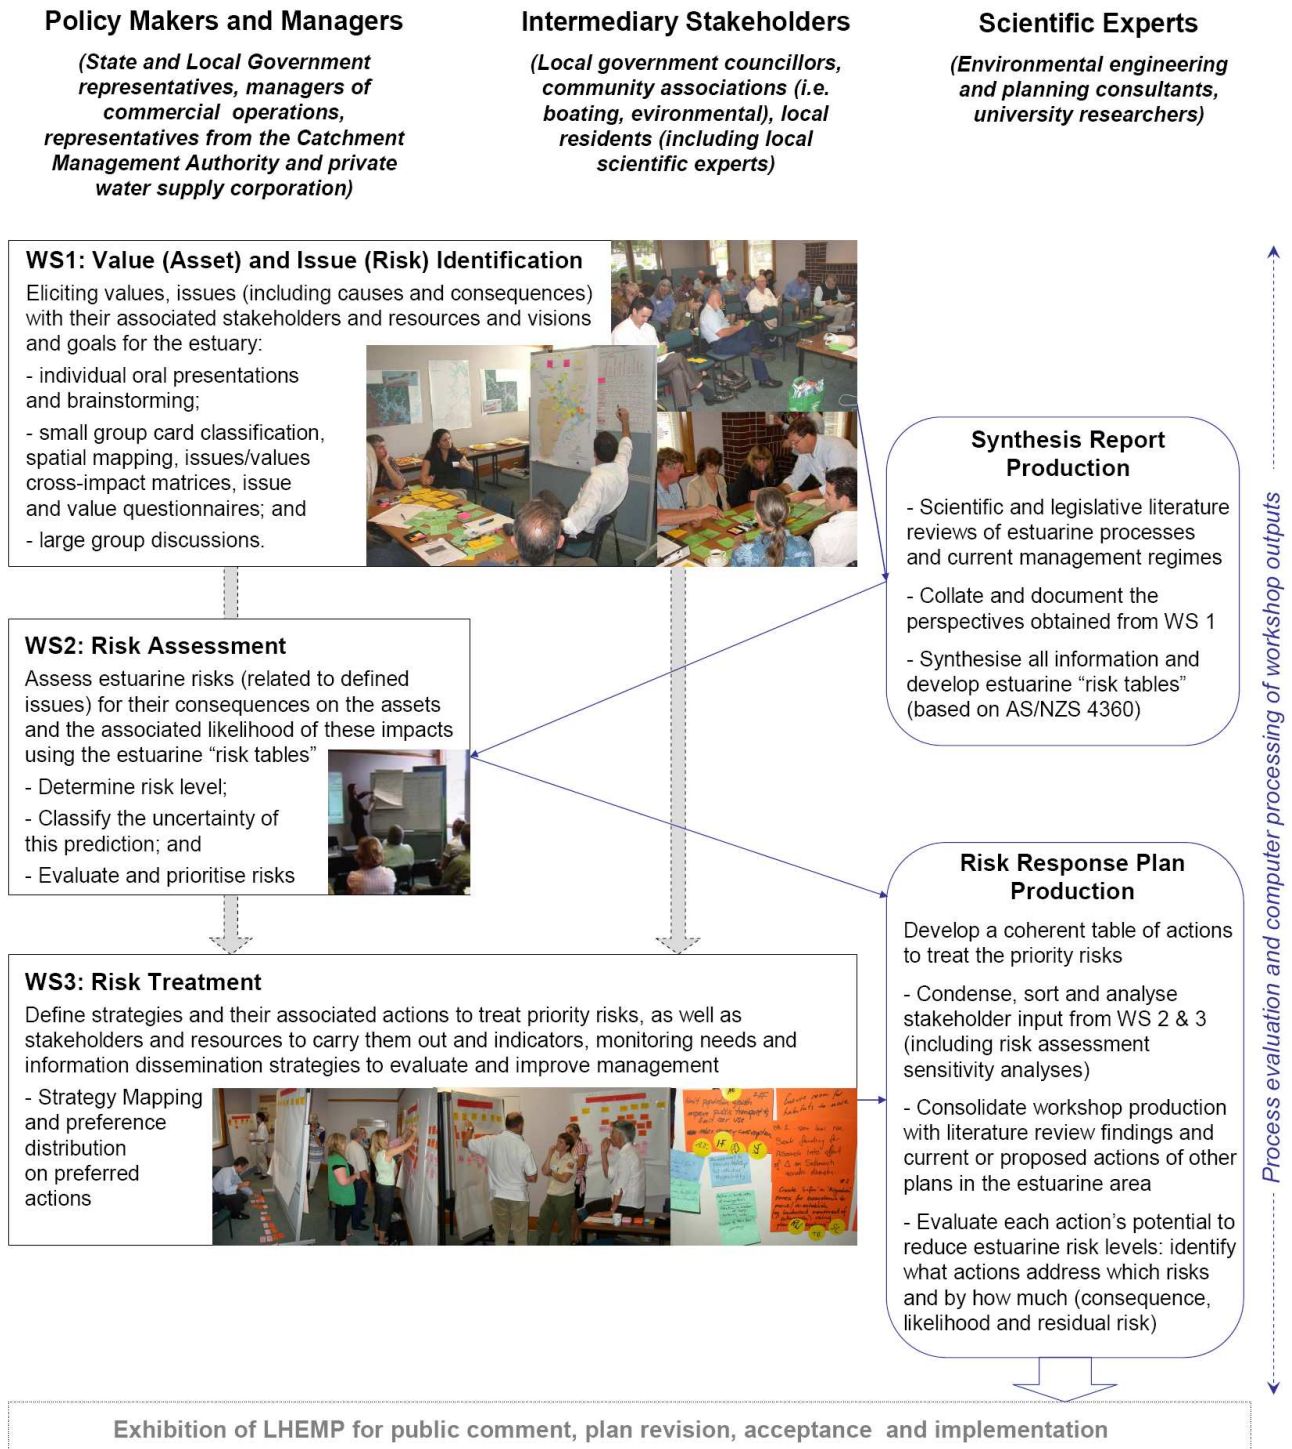 Policy Makers and Managers
(State and Local Government
representatives, managers of
commercial operations,
representatives from the Catchment
Management Authority and private
water supply corporation)
Intermediary Stakeholders
(Local government councillors,
community associations (i.e.
boating, evironmental), local
residents (including local
scientific experts)
Scientific Experts
(Environmental engineering
and planning consultants,
university researchers)
WS1: Value (Asset) and Issue (Risk) Identification
Eliciting values, issues (including causes and consequences)
with their associated stakeholders and resources and visions
and goals for the estuary:
- individual oral presentations
and brainstorming;
- small group card classification,
spatial mapping, issues/values
cross-impact matrices, issue
and value questionnaires; and
- large group discussions.
Synthesis Report
Production
- Scientific and legislative literature
reviews of estuarine processes
and current management regimes
- Collate and document the
perspectives obtained from WS 1
- Synthesise all information and
develop estuarine “risk tables”
(based on AS/NZS 4360)
WS2: Risk Assessment
Assess estuarine risks (related to defined
issues) for their consequences on the assets
and the associated likelihood of these impacts
using the estuarine “risk tables”
- Determine risk level;
- Classify the uncertainty of
this prediction; and
- Evaluate and prioritise risks
Risk Response Plan
Production
Develop a coherent table of actions
to treat the priority risks
- Condense, sort and analyse
stakeholder input from WS 2 & 3
(including risk assessment
sensitivity analyses)
- Consolidate workshop production
with literature review findings and
current or proposed actions of other
plans in the estuarine area
- Evaluate each action’s potential to
reduce estuarine risk levels: identify
what actions address which risks
and by how much (consequence,
likelihood and residual risk)
WS3: Risk Treatment
Define strategies and their associated actions to treat priority risks, as well as
stakeholders and resources to carry them out and indicators, monitoring needs and
information dissemination strategies to evaluate and improve management
- Strategy Mapping
and preference
distribution
on preferred
actions
Process evaluation and computer processing of workshop outputs
Exhibition of LHEMP for public comment, plan revision, acceptance and implementation